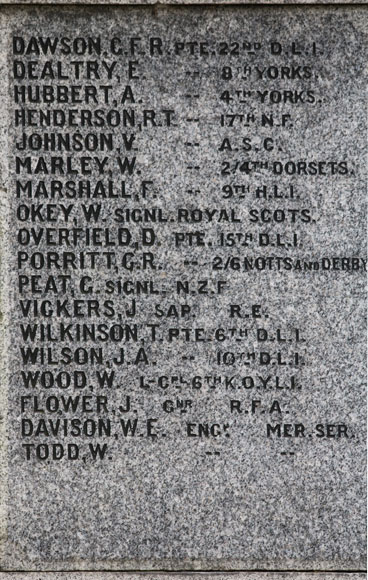 DAWSON, C.F.R. PTE. 22ND D.L.I.
DEALTRY, E. -- 8TH YORKS.
HUBBERT, A. -- 4TH YORKS.
HENDERSON, R.T. -- 17TH N.F.
JOHNSON, V. -- A.S.C.
MARLEY, W. -- 2/4TH DORSETS.
MARSHALL, F. -- 9TH H.L.I.
OKEY, W. SIGNL. ROYAL SCOTS.
OVERFIELD, D. PTE. 15TH D.L.I.
PORRITT, G.R. -- 2/6 NOTTS AND DERBY
PEAT, G. SIGNL. N.Z.F
VICKERS, J SAP. R.E.
WILKINSON, T. PTE. 6TH D.L.I.
WILSON, J.A. -- 10TH D.L.I.
WOOD, W. L-CPL 6TH K.O.Y.L.I.
FLOWER, J. GNR R.F.A.
DAVISON, W.E. ENGR. MER. SER.
TODD, W. -- --